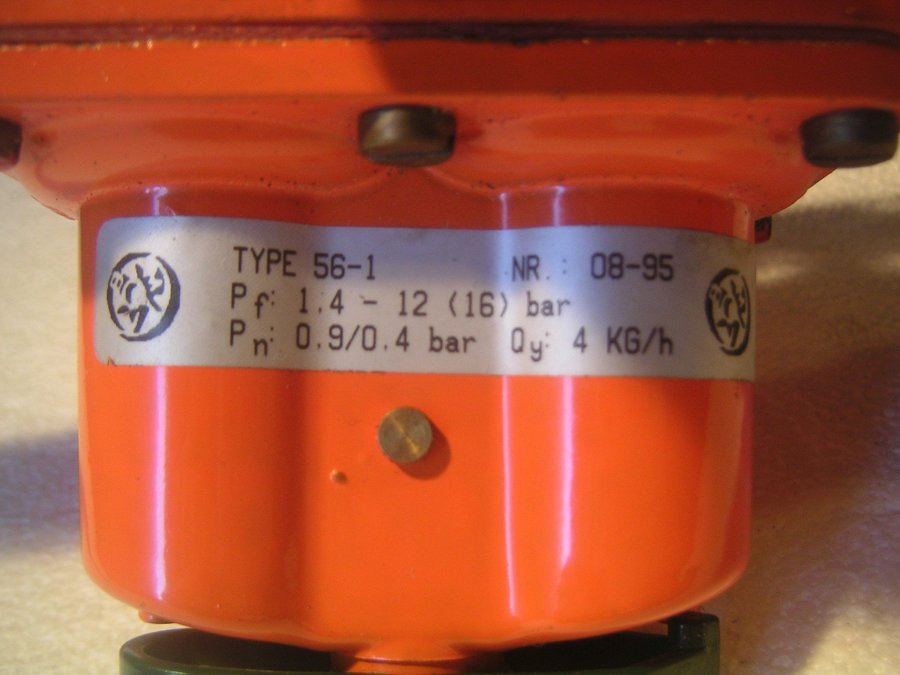 TYPE 56-1 NR.: 08-95
Pf: 1.4 - 12 (16) bar
Pn: 0.9/0.4 bar Qy: 4 KG/h